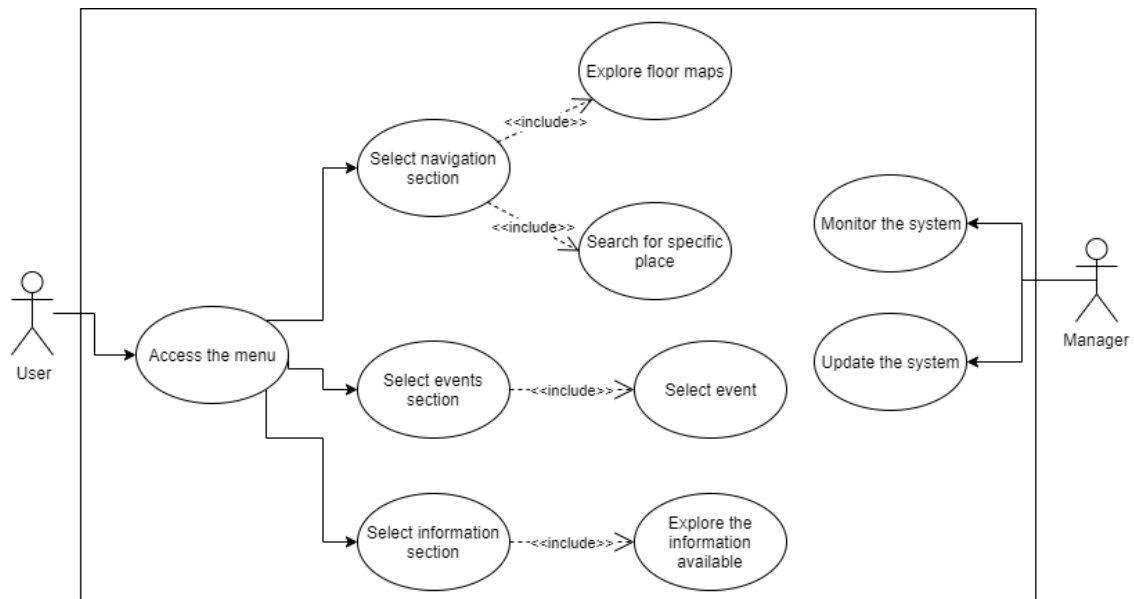 Explore floor maps
<<include>>
Select navigation
section
<<include>>
Search for specific
place
Monitor the system
User
Access the menu
Manager
Update the system
Select events
section
<<include>>
Select event
Select information
section
<<include>>
Explore the
information
available